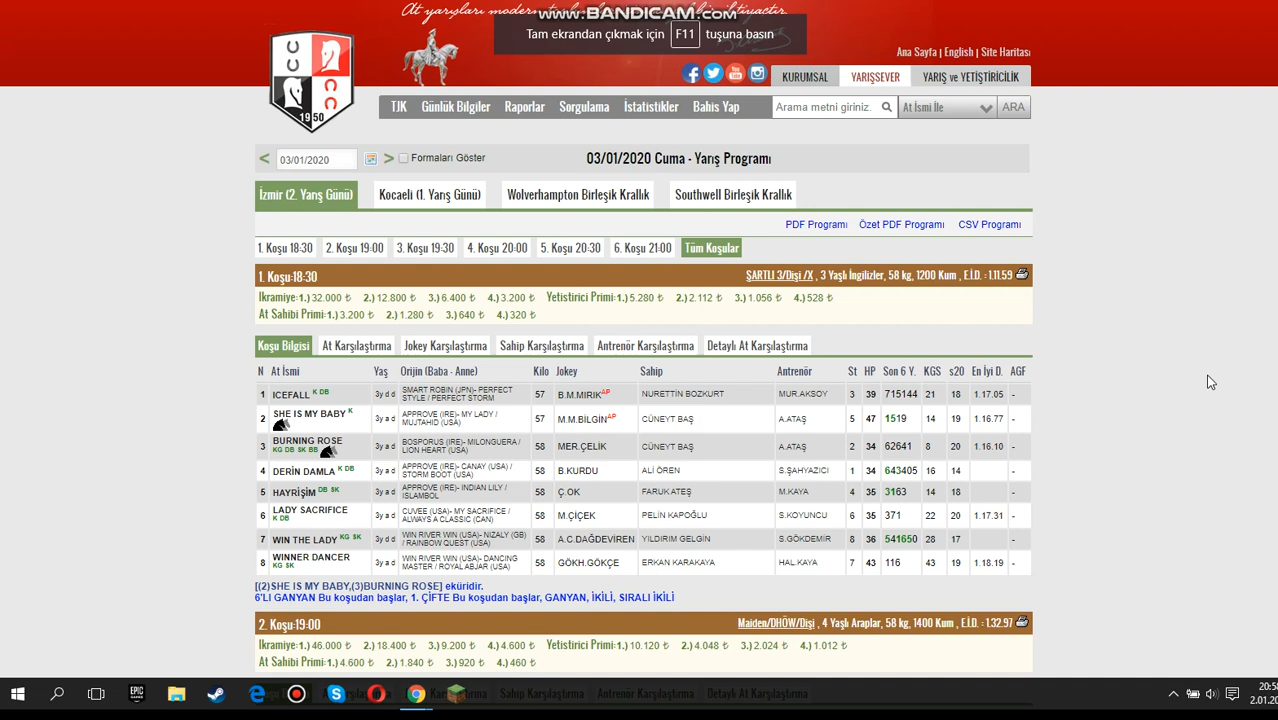 At yarışları modern
www.BANDICAM.com
Tam ekrandan çıkmak için F11 tuşuna basın
Ana Sayfa | English | Site Haritası
KURUMSAL YARIŞSEVER YARIŞ ve YETİŞTİRİCİLİK
1950
TJK Günlük Bilgiler Raporlar Sorgulama İstatistikler Bahis Yap Arama metni giriniz. At İsmi İle ARA
< 03/01/2020 > Formaları Göster 03/01/2020 Cuma - Yarış Programı
İzmir (2. Yarış Günü) Kocaeli (1. Yarış Günü) Wolverhampton Birleşik Krallık Southwell Birleşik Krallık
PDF Programı Özet PDF Programı CSV Programı
1. Koşu 18:30 2. Koşu 19:00 3. Koşu 19:30 4. Koşu 20:00 5. Koşu 20:30 6. Koşu 21:00 Tüm Koşular
1. Koşu:18:30 ŞARTLI 3/Dişi /X , 3 Yaşlı İngilizler, 58 kg, 1200 Kum , E.İ.D. : 1.11.59
İkramiye:1.) 32.000 ₺ 2.) 12.800 ₺ 3.) 6.400 ₺ 4.) 3.200 ₺ Yetistirici Primi:1.) 5.280 ₺ 2.) 2.112 ₺ 3.) 1.056 ₺ 4.) 528 ₺
At Sahibi Primi:1.) 3.200 ₺ 2.) 1.280 ₺ 3.) 640 ₺ 4.) 320 ₺
Koşu Bilgisi At Karşılaştırma Jokey Karşılaştırma Sahip Karşılaştırma Antrenör Karşılaştırma Detaylı At Karşılaştırma
N At İsmi Yaş Orijin (Baba - Anne) Kilo Jokey Sahip Antrenör St HP Son 6 Y. KGS s20 En İyi D. AGF
1 ICEFALL K DB 3y d d SMART ROBIN (JPN)- PERFECT STYLE / PERFECT STORM 57 B.M.MIRIK AP NURETTİN BOZKURT MUR.AKSOY 3 39 715144 21 18 1.17.05 -
2 SHE IS MY BABY K 3y a d APPROVE (IRE)- MY LADY / MUJTAHID (USA) 57 M.M.BİLGİN AP CÜNEYT BAŞ A.ATAŞ 5 47 1519 14 19 1.16.77 -
3 BURNING ROSE KG DB SK BB 3y a d BOSPORUS (IRE)- MILONGUERA / LION HEART (USA) 58 MER.ÇELİK CÜNEYT BAŞ A.ATAŞ 2 34 62641 8 20 1.16.10 -
4 DERİN DAMLA K DB 3y a d APPROVE (IRE)- CANAY (USA) / STORM BOOT (USA) 58 B.KURDU ALİ ÖREN S.ŞAHYAZICI 1 34 643405 16 14 -
5 HAYRİŞİM DB SK 3y a d APPROVE (IRE)- INDIAN LILY / ISLAMBOL 58 Ç.OK FARUK ATEŞ M.KAYA 4 35 3163 14 18 -
6 LADY SACRIFICE K DB 3y a d CUVEE (USA)- MY SACRIFICE / ALWAYS A CLASSIC (CAN) 58 M.ÇİÇEK PELİN KAPOĞLU S.KOYUNCU 6 35 371 22 20 1.17.31 -
7 WIN THE LADY KG SK 3y d d WIN RIVER WIN (USA)- NIZALY (GB) / RAINBOW QUEST (USA) 58 A.C.DAĞDEVİREN YILDIRIM GELGİN S.GÖKDEMİR 8 36 541650 28 17 -
8 WINNER DANCER KG SK 3y a d WIN RIVER WIN (USA)- DANCING MASTER / ROYAL ABJAR (USA) 58 GÖKH.GÖKÇE ERKAN KARAKAYA HAL.KAYA 7 43 116 43 19 1.18.19 -
[(2)SHE IS MY BABY,(3)BURNING ROSE] eküridir.
6'LI GANYAN Bu koşudan başlar, 1. ÇİFTE Bu koşudan başlar, GANYAN, İKİLİ, SIRALI İKİLİ
2. Koşu:19:00 Maiden/DHÖW/Dişi , 4 Yaşlı Araplar, 58 kg, 1400 Kum , E.İ.D. : 1.32.97
İkramiye:1.) 46.000 ₺ 2.) 18.400 ₺ 3.) 9.200 ₺ 4.) 4.600 ₺ Yetistirici Primi:1.) 10.120 ₺ 2.) 4.048 ₺ 3.) 2.024 ₺ 4.) 1.012 ₺
At Sahibi Primi:1.) 4.600 ₺ 2.) 1.840 ₺ 3.) 920 ₺ 4.) 460 ₺
Sahip Karşılaştırma Antrenör Karşılaştırma Detaylı At Karşılaştırma
EPIC GAMES